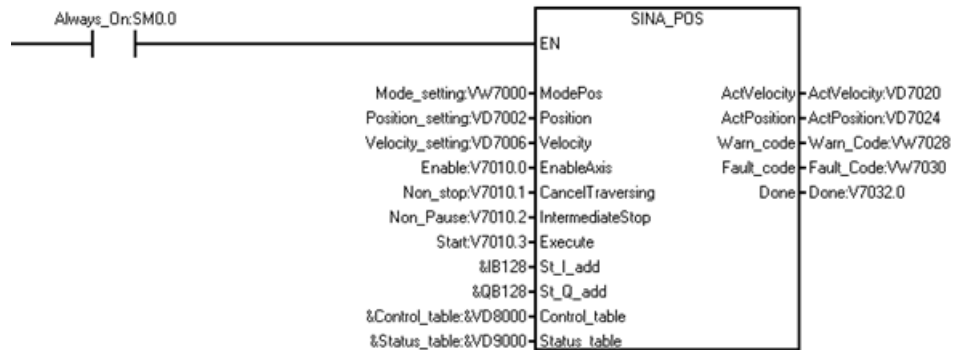 Always_On:SM0.0
SINA_POS
EN
Mode_setting:VW7000 ModePos ActVelocity ActVelocity:VD7020
Position_setting:VD7002 Position ActPosition ActPosition:VD7024
Velocity_setting:VD7006 Velocity Warn_code Warn_Code:VW7028
Enable:V7010.0 EnableAxis Fault_code Fault_Code:VW7030
Non_stop:V7010.1 CancelTraversing Done Done:V7032.0
Non_Pause:V7010.2 IntermediateStop
Start:V7010.3 Execute
&IB128 St_I_add
&QB128 St_Q_add
&Control_table:&VD8000 Control_table
&Status_table:&VD9000 Status_table